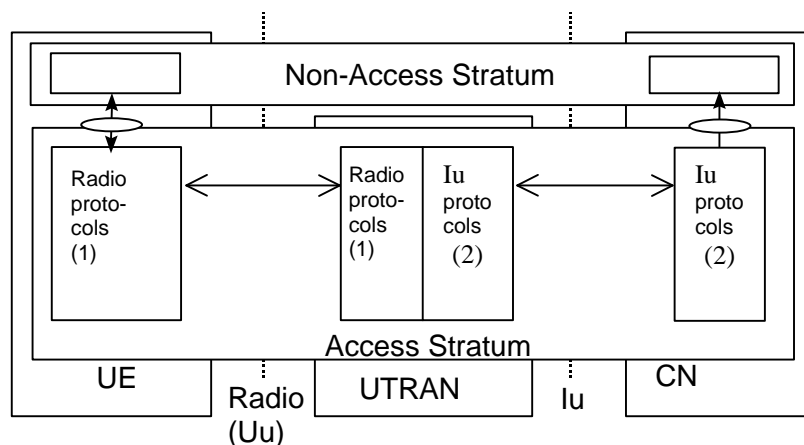 Non-Access Stratum
Radio
proto-
cols
(1)
Radio
proto-
cols
(1)
Iu
proto
cols
(2)
Iu
proto
cols
(2)
Access Stratum
UE
Radio
(Uu)
UTRAN
Iu
CN